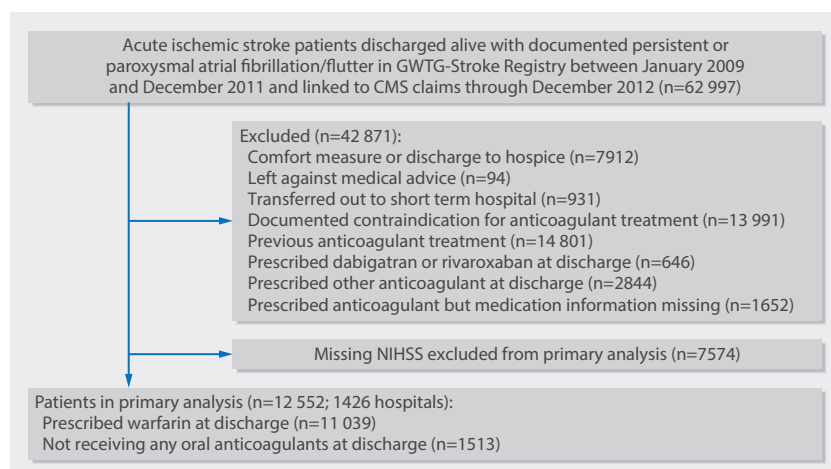 Acute ischemic stroke patients discharged alive with documented persistent or
paroxysmal atrial fibrillation/flutter in GWTG-Stroke Registry between January 2009
and December 2011 and linked to CMS claims through December 2012 (n=62 997)
Excluded (n=42 871):
Comfort measure or discharge to hospice (n=7912)
Left against medical advice (n=94)
Transferred out to short term hospital (n=931)
Documented contraindication for anticoagulant treatment (n=13 991)
Previous anticoagulant treatment (n=14 801)
Prescribed dabigatran or rivaroxaban at discharge (n=646)
Prescribed other anticoagulant at discharge (n=2844)
Prescribed anticoagulant but medication information missing (n=1652)
Missing NIHSS excluded from primary analysis (n=7574)
Patients in primary analysis (n=12 552; 1426 hospitals):
Prescribed warfarin at discharge (n=11 039)
Not receiving any oral anticoagulants at discharge (n=1513)